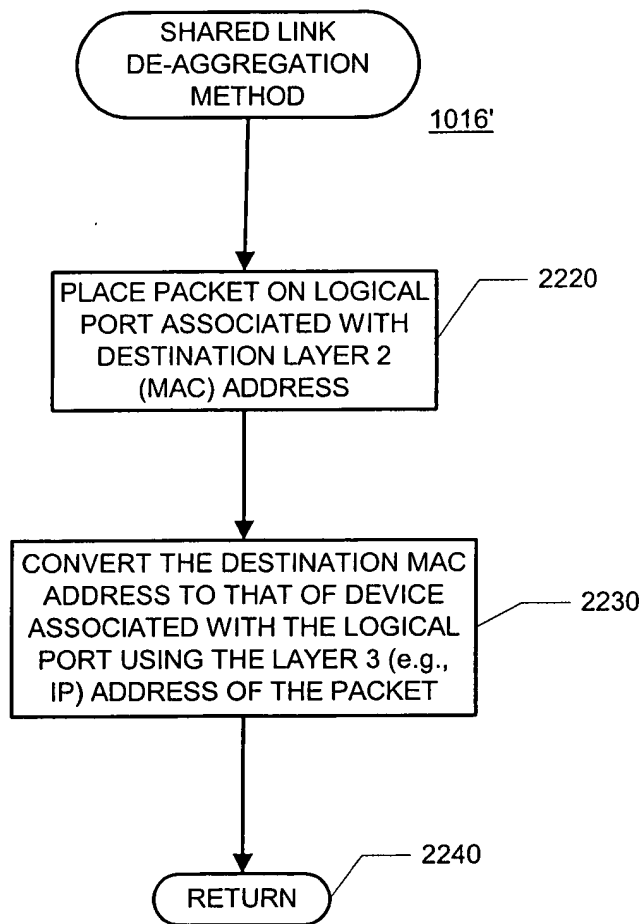 SHARED LINK
DE-AGGREGATION
METHOD
1016'
PLACE PACKET ON LOGICAL
PORT ASSOCIATED WITH
DESTINATION LAYER 2
(MAC) ADDRESS
2220
CONVERT THE DESTINATION MAC
ADDRESS TO THAT OF DEVICE
ASSOCIATED WITH THE LOGICAL
PORT USING THE LAYER 3 (e.g.,
IP) ADDRESS OF THE PACKET
2230
RETURN
2240